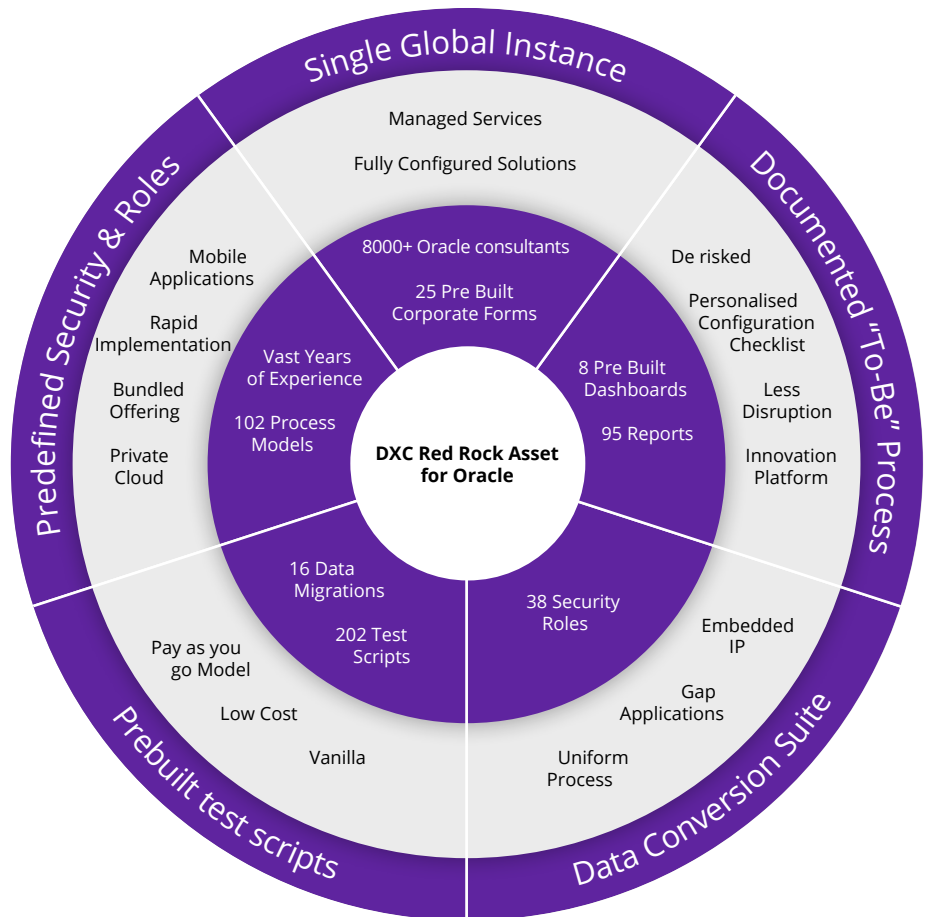 Single Global Instance
Managed Services
Fully Configured Solutions
8000+ Oracle consultants
25 Pre Built
Corporate Forms
Documented “To-Be” Process
De risked
Personalised
Configuration
Checklist
Less
Disruption
Innovation
Platform
8 Pre Built
Dashboards
95 Reports
Data Conversion Suite
Embedded
IP
Gap
Applications
Uniform
Process
38 Security
Roles
Prebuilt test scripts
Pay as you
go Model
Low Cost
Vanilla
16 Data
Migrations
202 Test
Scripts
Predefined Security & Roles
Mobile
Applications
Rapid
Implementation
Bundled
Offering
Private
Cloud
Vast Years
of Experience
102 Process
Models
DXC Red Rock Asset
for Oracle